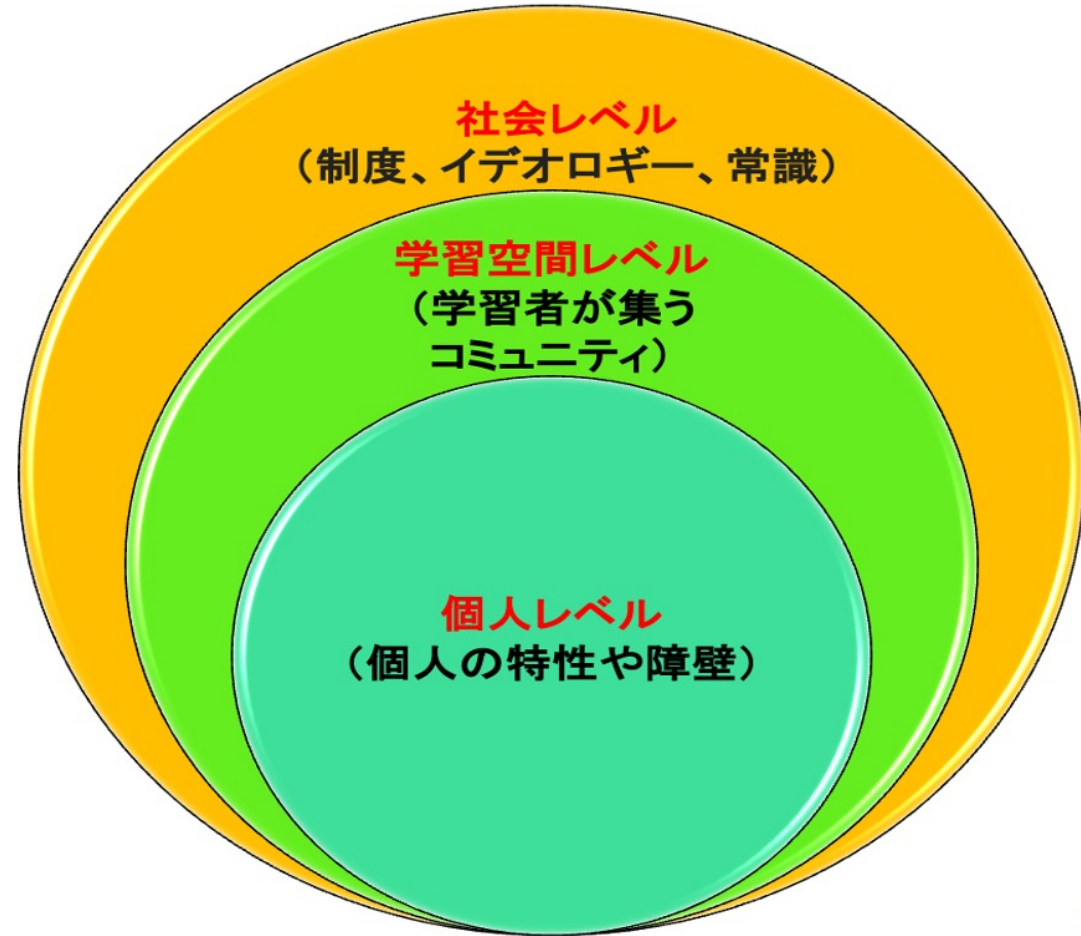 社会レベル
（制度、イデオロギー、常識）
学習空間レベル
（学習者が集う
コミュニティ）
個人レベル
（個人の特性や障壁）